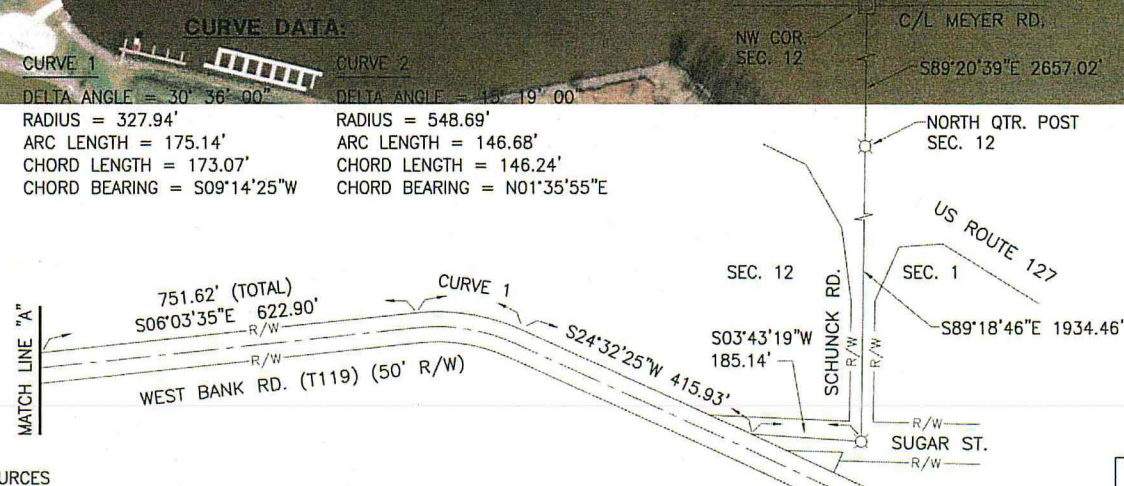 CURVE DATA:
CURVE 1
DELTA ANGLE = 30° 36' 00"
RADIUS = 327.94'
ARC LENGTH = 175.14'
CHORD LENGTH = 173.07'
CHORD BEARING = S09°14'25"W
CURVE 2
DELTA ANGLE = 15° 19' 00"
RADIUS = 548.69'
ARC LENGTH = 146.68'
CHORD LENGTH = 146.24'
CHORD BEARING = N01°35'55"E
NW COR.
SEC. 12
C/L MEYER RD.
S89°20'39"E 2657.02'
NORTH QTR. POST
SEC. 12
US ROUTE 127
SEC. 12
SEC. 1
SCHUNCK RD.
R/W
R/W
S89°18'46"E 1934.46'
MATCH LINE "A"
751.62' (TOTAL)
S06°03'35"E 622.90'
R/W
R/W
WEST BANK RD. (T119) (50' R/W)
CURVE 1
S24°32'25"W 415.93'
S03°43'19"W
185.14'
R/W
SUGAR ST.
R/W
URCES